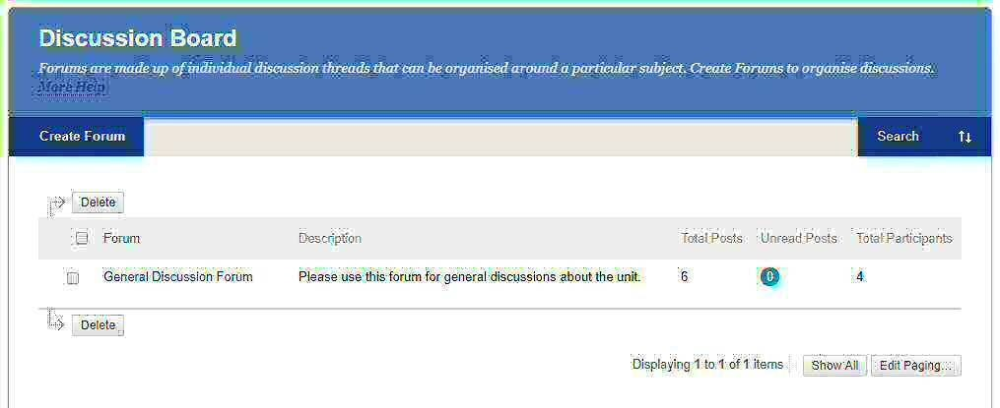 Discussion Board
Forums are made up of individual discussion threads that can be organised around a particular subject. Create Forums to organise discussions.
More Help
Create Forum Search
Delete
Forum Description Total Posts Unread Posts Total Participants
General Discussion Forum Please use this forum for general discussions about the unit. 6 0 4
Delete
Displaying 1 to 1 of 1 items Show All Edit Paging...